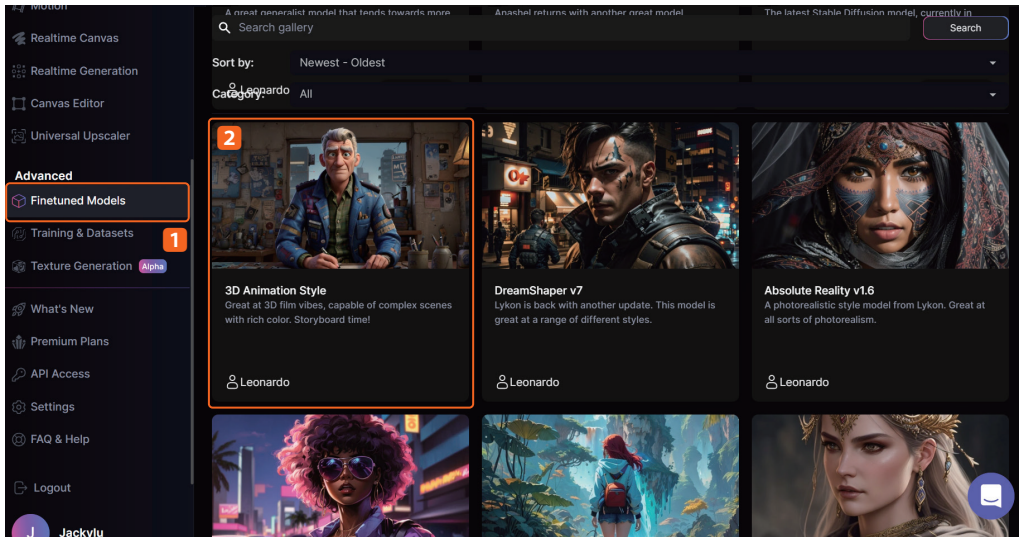 Motion
Realtime Canvas
Realtime Generation
Canvas Editor
Universal Upscaler
Advanced
Finetuned Models
1
Training & Datasets
Texture Generation Alpha
What's New
Premium Plans
API Access
Settings
FAQ & Help
Logout
J Jackylu
A great generalist model that tends towards more
Anashel returns with another great model
The latest Stable Diffusion model, currently in
Search gallery
Search
Sort by: Newest - Oldest
Leonardo
Category: All
2
3D Animation Style
Great at 3D film vibes, capable of complex scenes
with rich color. Storyboard time!
Leonardo
DreamShaper v7
Lykon is back with another update. This model is
great at a range of different styles.
Leonardo
Absolute Reality v1.6
A photorealistic style model from Lykon. Great at
all sorts of photorealism.
Leonardo